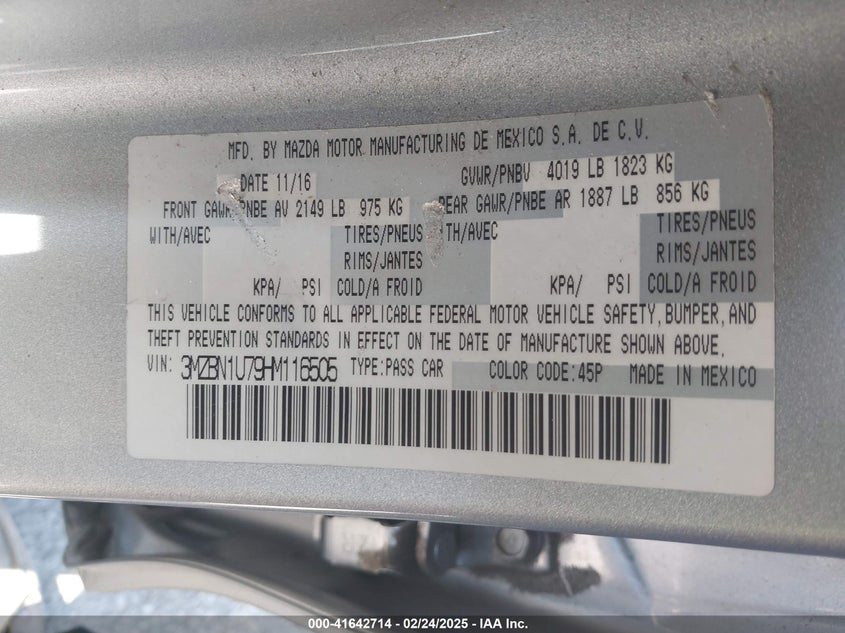 MFD. BY MAZDA MOTOR MANUFACTURING DE MEXICO S.A. DE C.V.
DATE 11/16 GVWR/PNBV 4019 LB 1823 KG
FRONT GAWR/PNBE AV 2149 LB 975 KG REAR GAWR/PNBE AR 1887 LB 856 KG
WITH/AVEC TIRES/PNEUS ITH/AVEC TIRES/PNEUS
RIMS/JANTES RIMS/JANTES
KPA/ PSI COLD/A FROID KPA/ PSI COLD/A FROID
THIS VEHICLE CONFORMS TO ALL APPLICABLE FEDERAL MOTOR VEHICLE SAFETY, BUMPER, AND
THEFT PREVENTION STANDARDS IN EFFECT ON THE DATE OF MANUFACTURE SHOWN ABOVE.
VIN: 3MZBN1U79HM116505 TYPE:PASS CAR COLOR CODE:45P MADE IN MEXICO
000-41642714 - 02/24/2025 - IAA Inc.